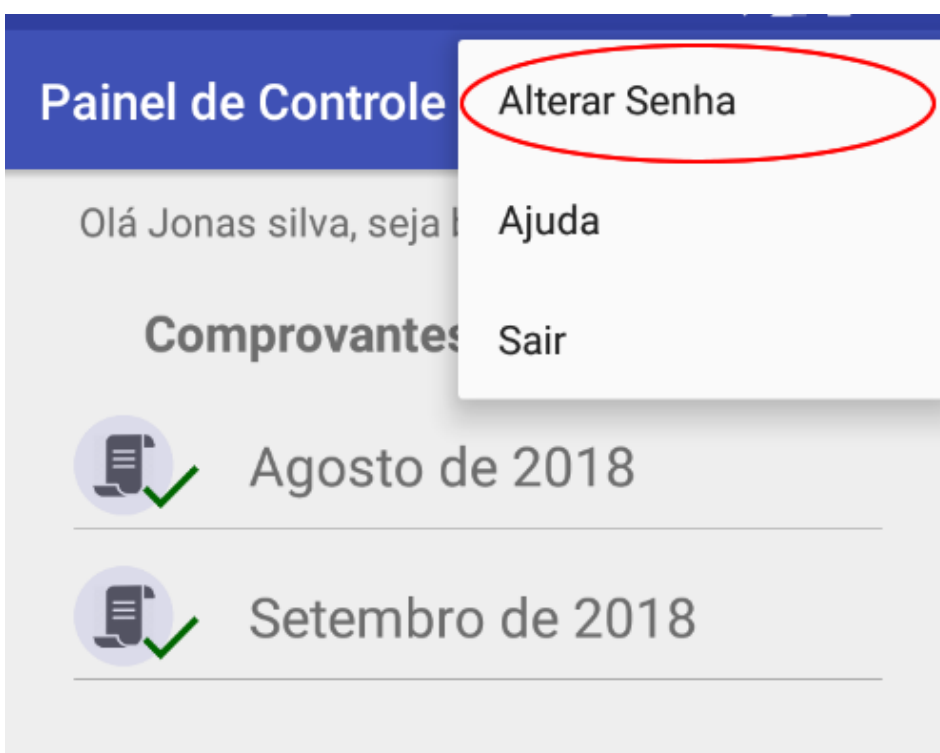 Painel de Controle
Alterar Senha
Olá Jonas silva, seja
Ajuda
Comprovantes
Sair
Agosto de 2018
Setembro de 2018